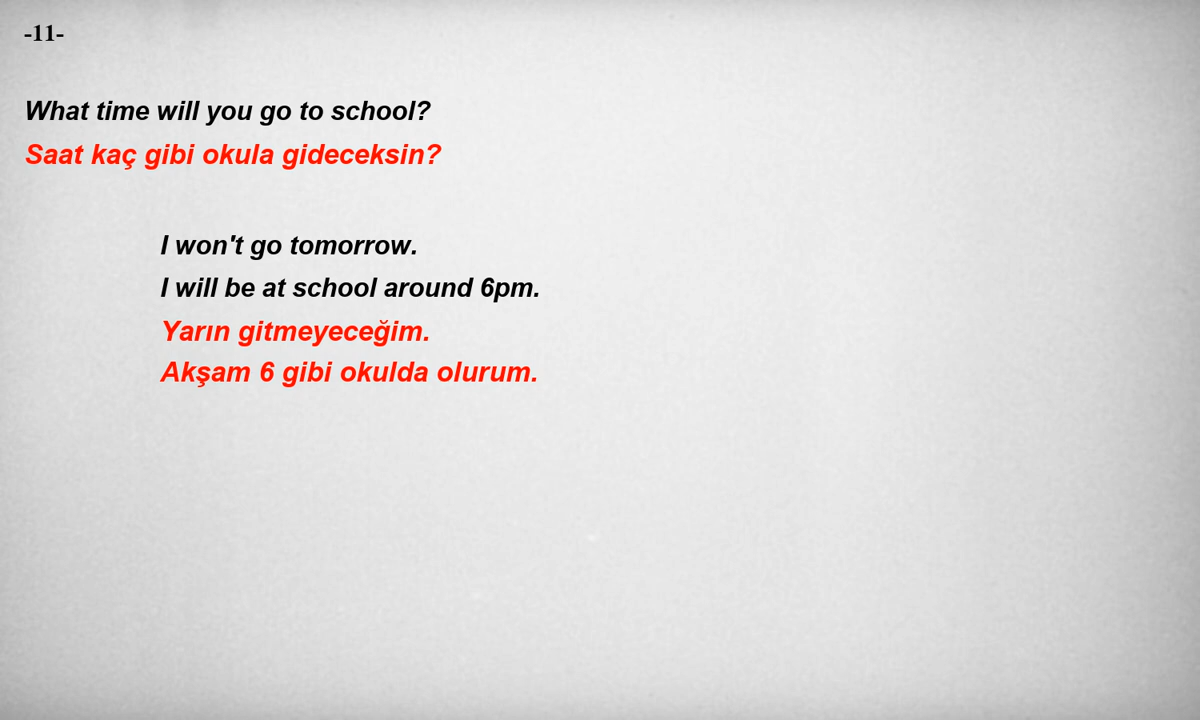 -11-
What time will you go to school?
Saat kaç gibi okula gideceksin?
I won't go tomorrow.
I will be at school around 6pm.
Yarın gitmeyeceğim.
Akşam 6 gibi okulda olurum.